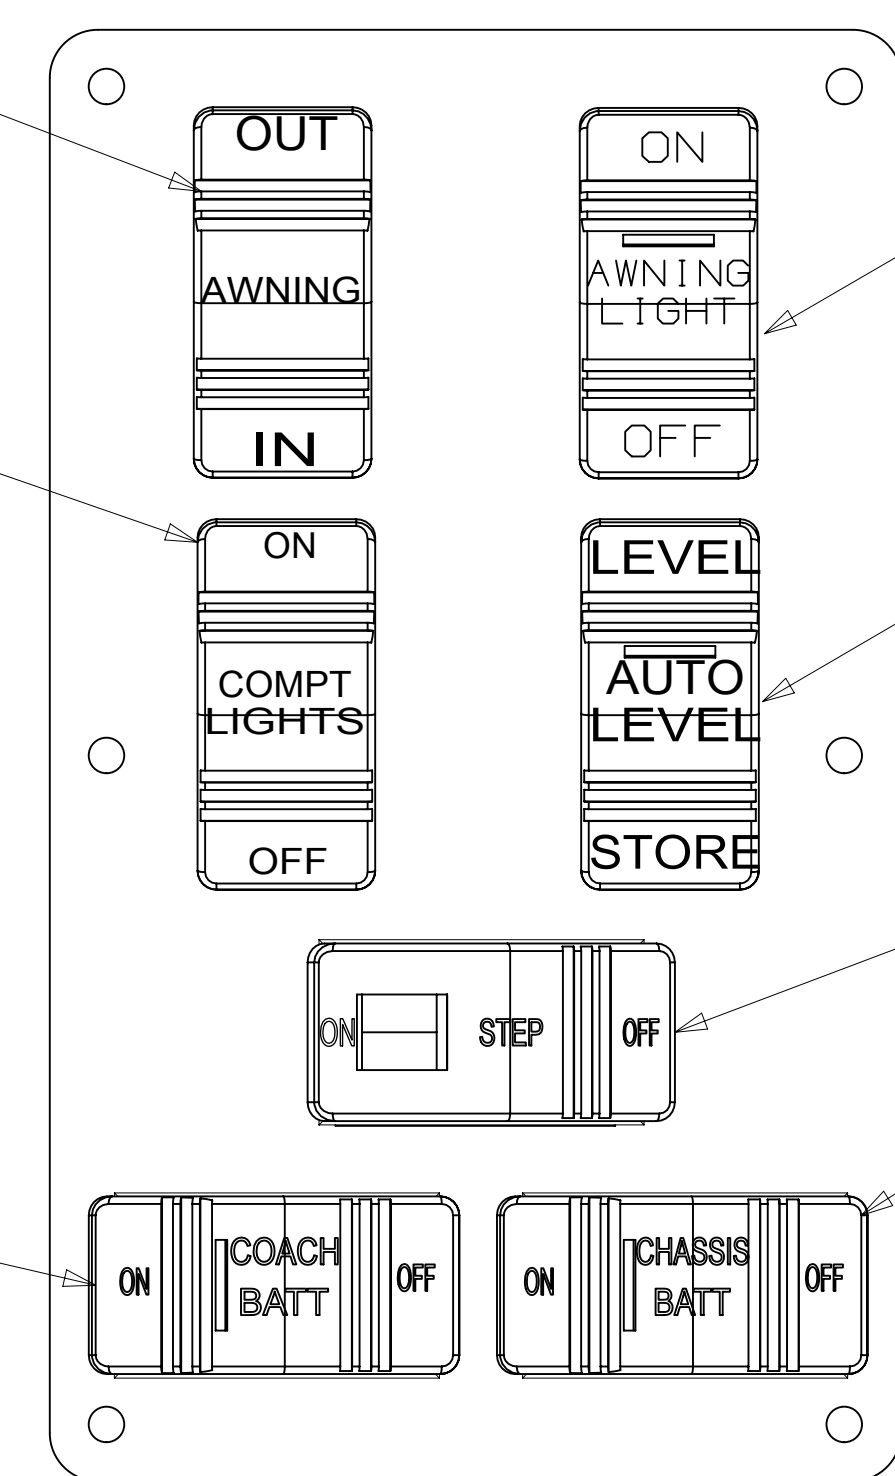 OUT
AWNING
IN
ON
AWNING
LIGHT
OFF
ON
COMPT
LIGHTS
OFF
LEVEL
AUTO
LEVEL
STORE
ON STEP OFF
ON COACH BATT OFF
ON CHASSIS BATT OFF